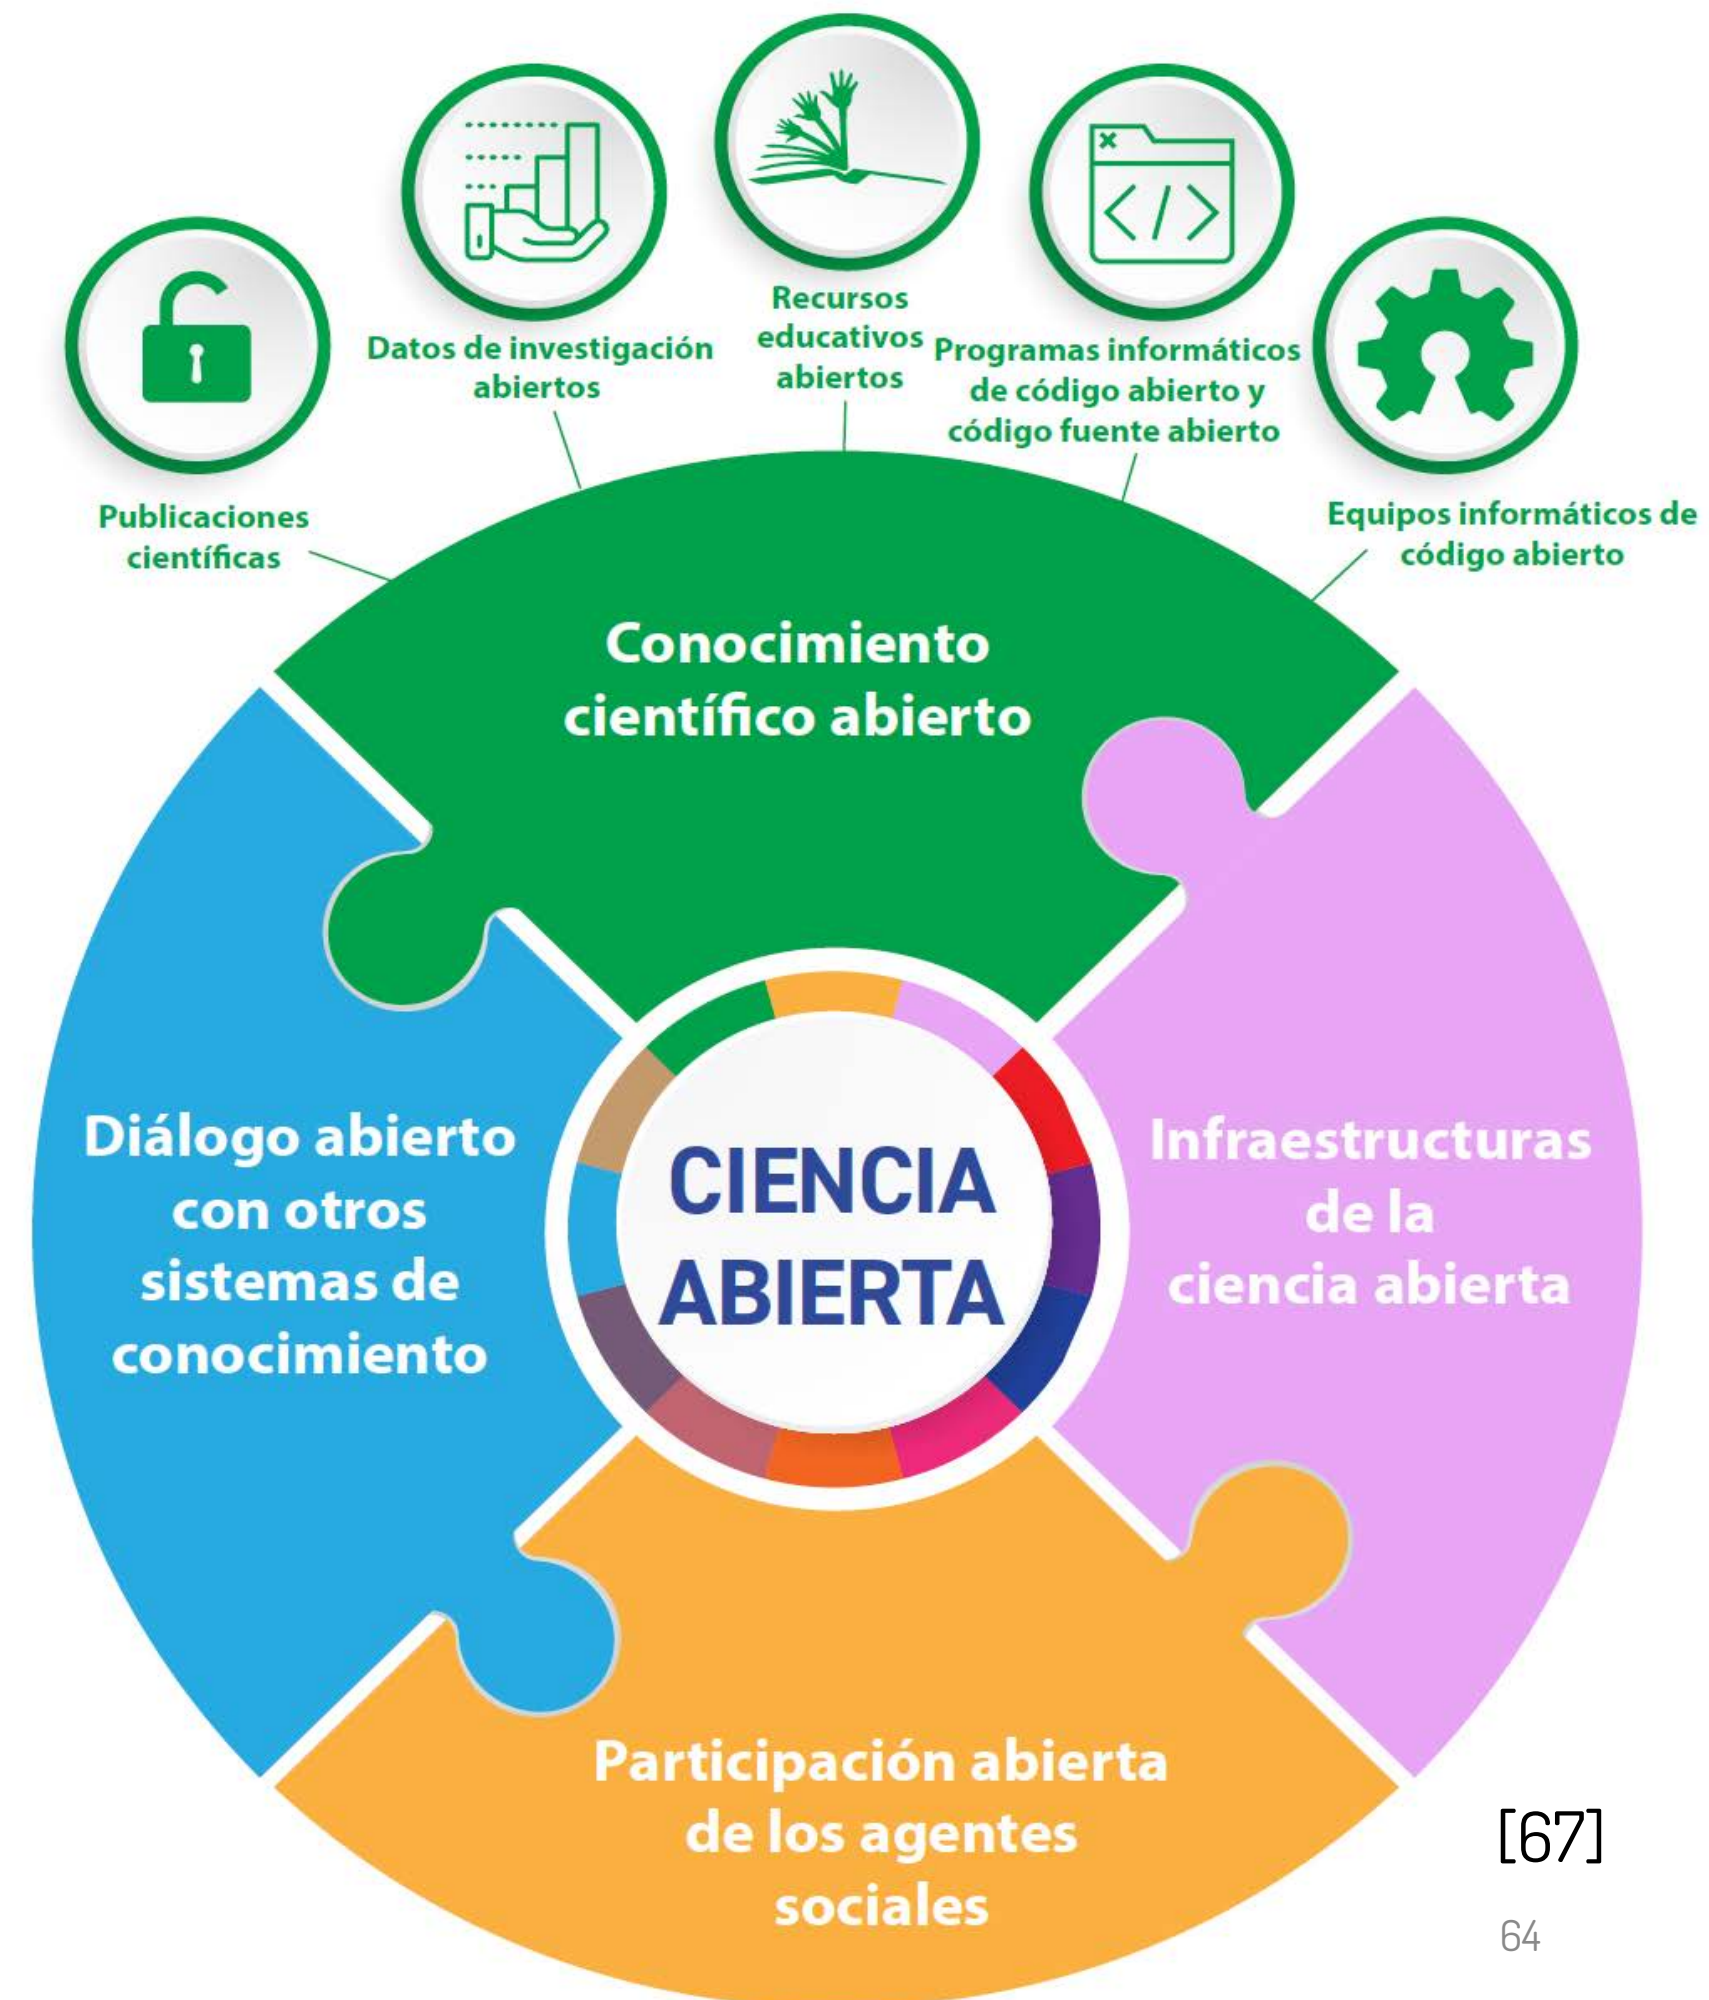 Publicaciones
científicas
Datos de investigación
abiertos
Recursos
educativos
abiertos
Programas informáticos
de código abierto y
código fuente abierto
Equipos informáticos de
código abierto
Conocimiento
científico abierto
Diálogo abierto
con otros
sistemas de
conocimiento
CIENCIA
ABIERTA
Infraestructuras
de la
ciencia abierta
Participación abierta
de los agentes
sociales
[67]
64